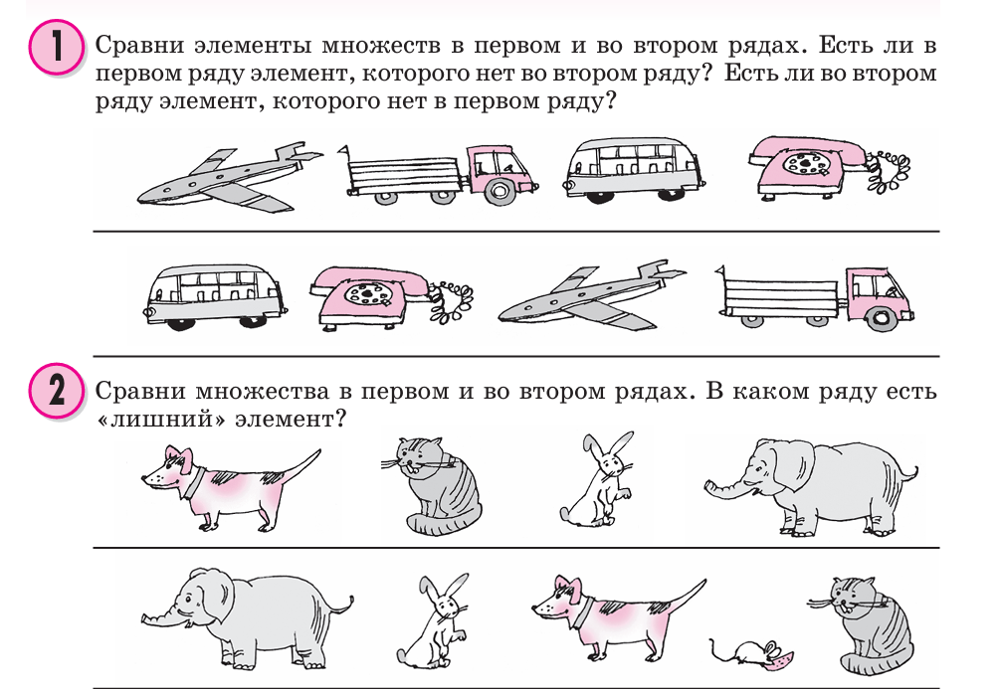 1
Сравни элементы множеств в первом и во втором рядах. Есть ли в
первом ряду элемент, которого нет во втором ряду? Есть ли во втором
ряду элемент, которого нет в первом ряду?
2
Сравни множества в первом и во втором рядах. В каком ряду есть
«лишний» элемент?